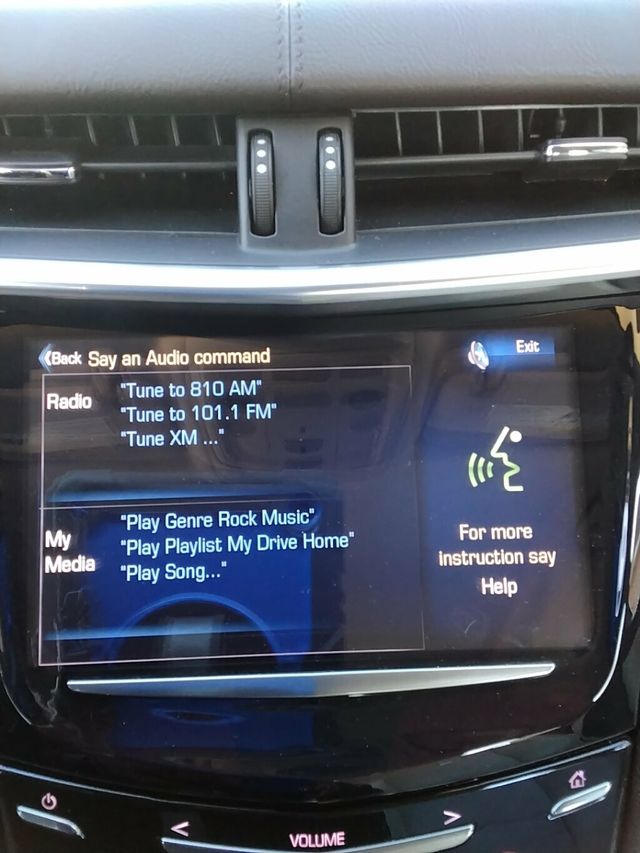 Back Say an Audio command
Exit
Radio
"Tune to 810 AM"
"Tune to 101.1 FM"
"Tune XM ..."
My
Media
"Play Genre Rock Music"
"Play Playlist My Drive Home"
"Play Song..."
For more
instruction say
Help
VOLUME